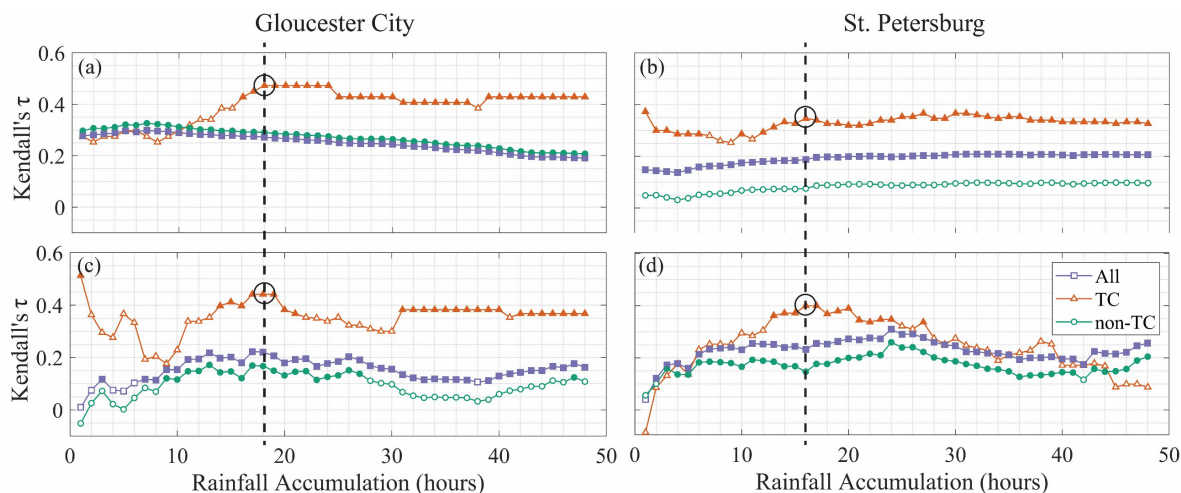 Gloucester City
St. Petersburg
0.6
(a)
(b)
0.4
0.2
0
Kendall's τ
0.6
(c)
(d)
0.4
0.2
0
Kendall's τ
All
TC
non-TC
0 10 20 30 40 50
0 10 20 30 40 50
Rainfall Accumulation (hours)
Rainfall Accumulation (hours)